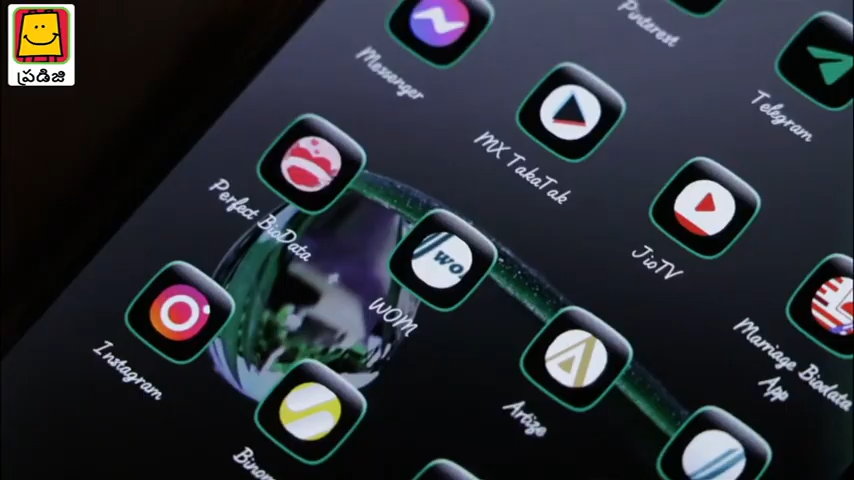 ప్రడిజి
Pinterest
Messenger
Telegram
MX TakaTak
Perfect BioData
JioTV
wo
WOM
Marriage Biodata
App
Instagram
Artize